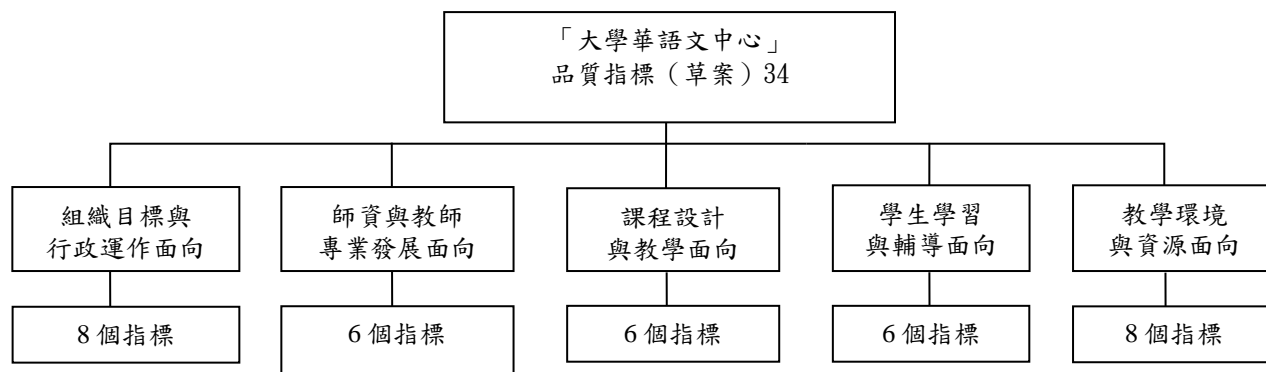 「大學華語文中心」
品質指標（草案）34
組織目標與
行政運作面向
師資與教師
專業發展面向
課程設計
與教學面向
學生學習
與輔導面向
教學環境
與資源面向
8 個指標
6 個指標
6 個指標
6 個指標
8 個指標